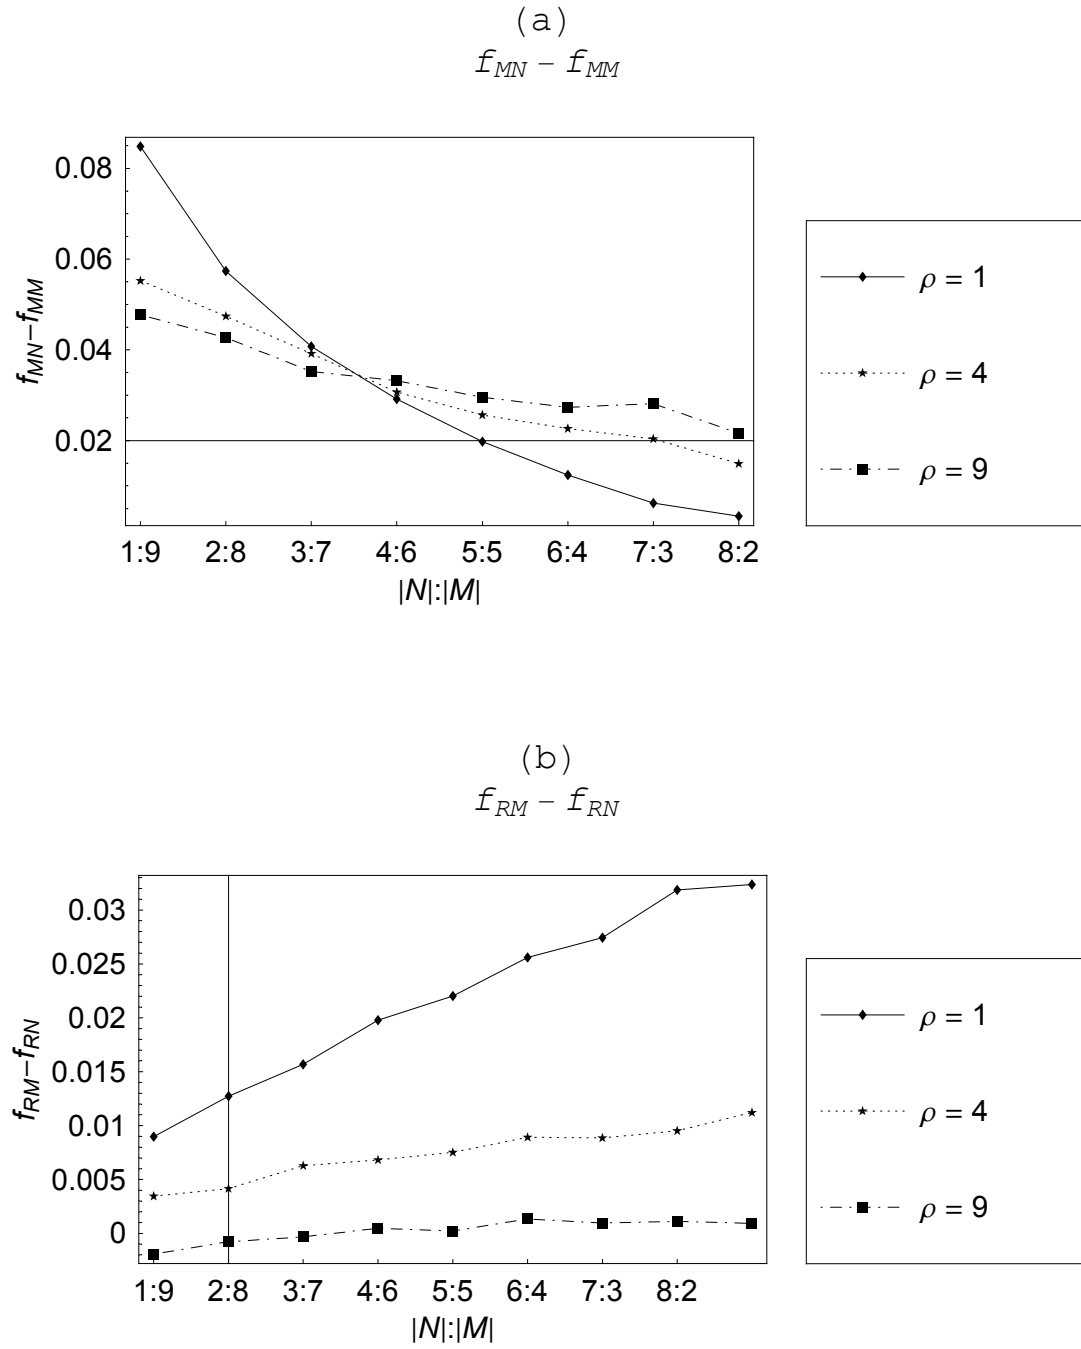 (a)
f_MN − f_MM
0.08
0.06
0.04
0.02
f_MN−f_MM
1:9 2:8 3:7 4:6 5:5 6:4 7:3 8:2
|N|:|M|
ρ = 1
ρ = 4
ρ = 9
(b)
f_RM − f_RN
0.03
0.025
0.02
0.015
0.01
0.005
0
f_RM−f_RN
1:9 2:8 3:7 4:6 5:5 6:4 7:3 8:2
|N|:|M|
ρ = 1
ρ = 4
ρ = 9